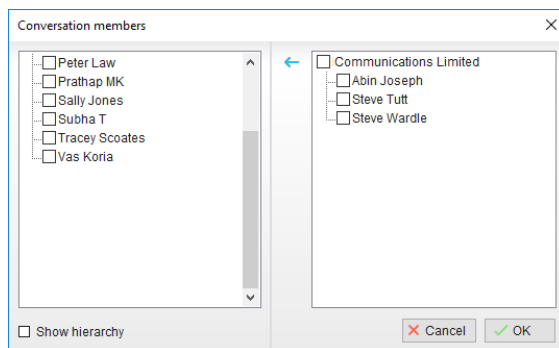 Conversation members
Peter Law
Prathap MK
Sally Jones
Subha T
Tracey Scoates
Vas Koria
Communications Limited
Abin Joseph
Steve Tutt
Steve Wardle
Show hierarchy
Cancel
OK